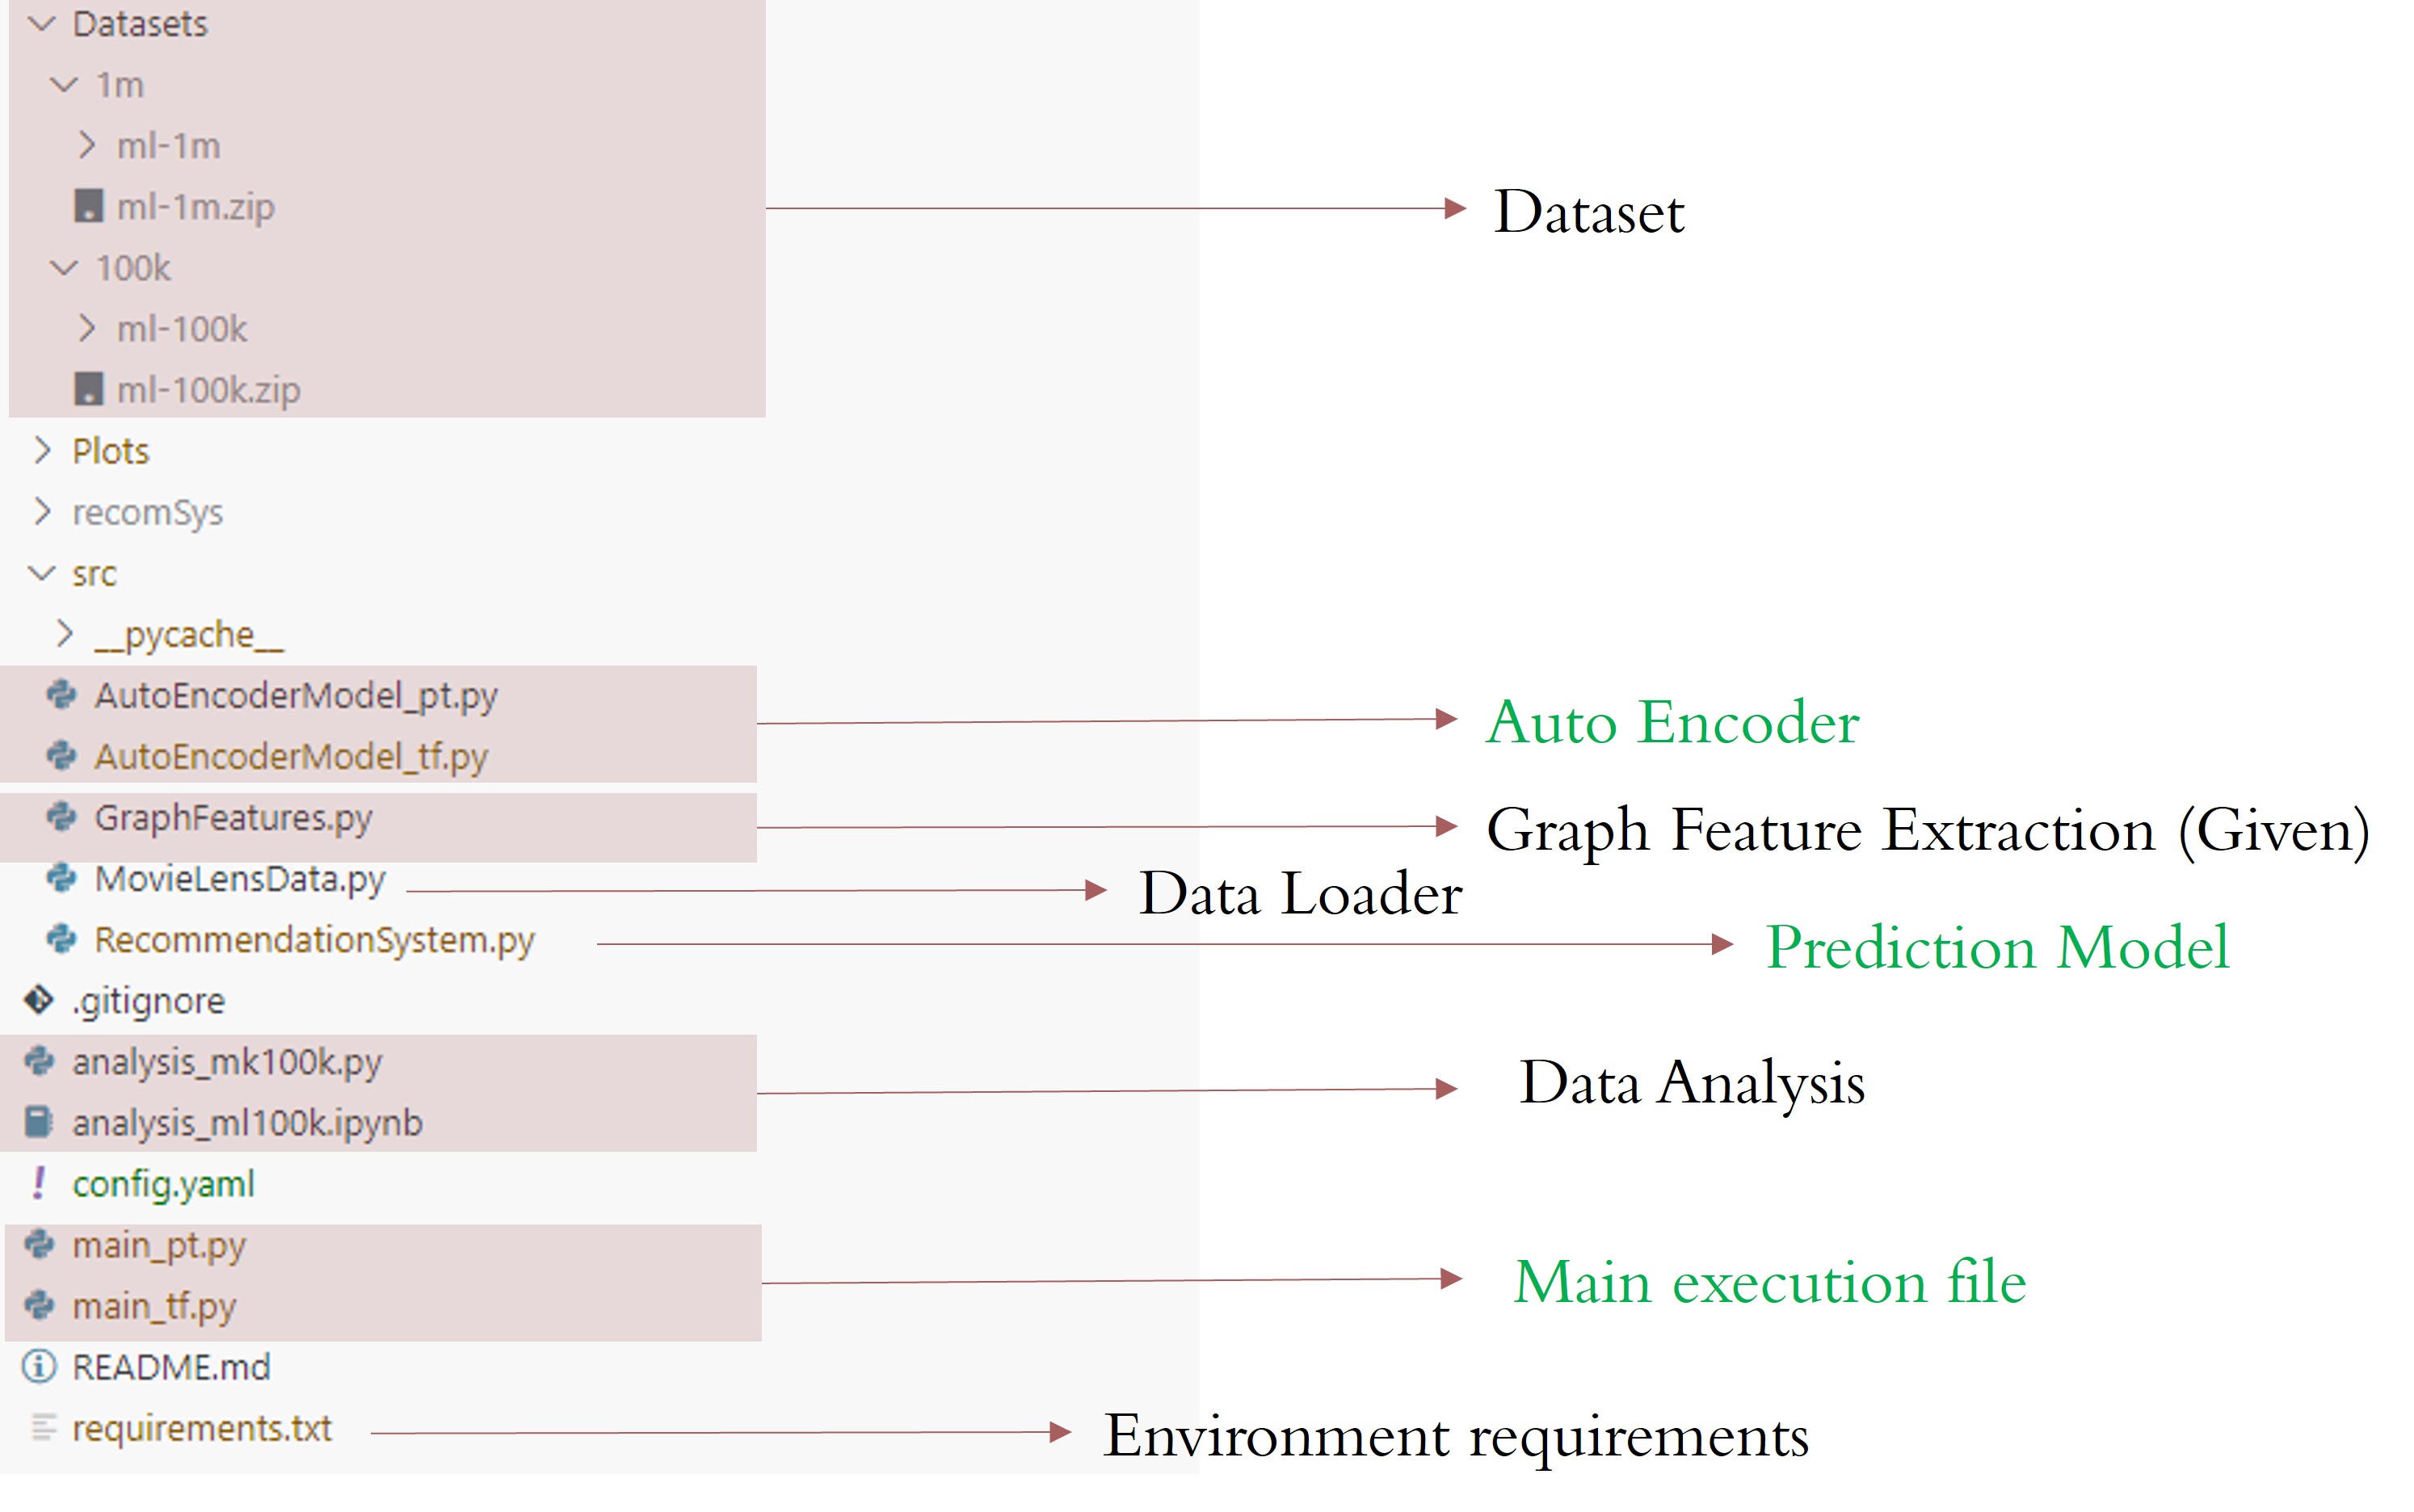 Datasets
1m
ml-1m
ml-1m.zip
Dataset
100k
ml-100k
ml-100k.zip
Plots
recomSys
src
__pycache__
AutoEncoderModel_pt.py
Auto Encoder
AutoEncoderModel_tf.py
GraphFeatures.py
Graph Feature Extraction (Given)
MovieLensData.py
Data Loader
RecommendationSystem.py
Prediction Model
.gitignore
analysis_mk100k.py
Data Analysis
analysis_ml100k.ipynb
config.yaml
main_pt.py
Main execution file
main_tf.py
README.md
requirements.txt
Environment requirements